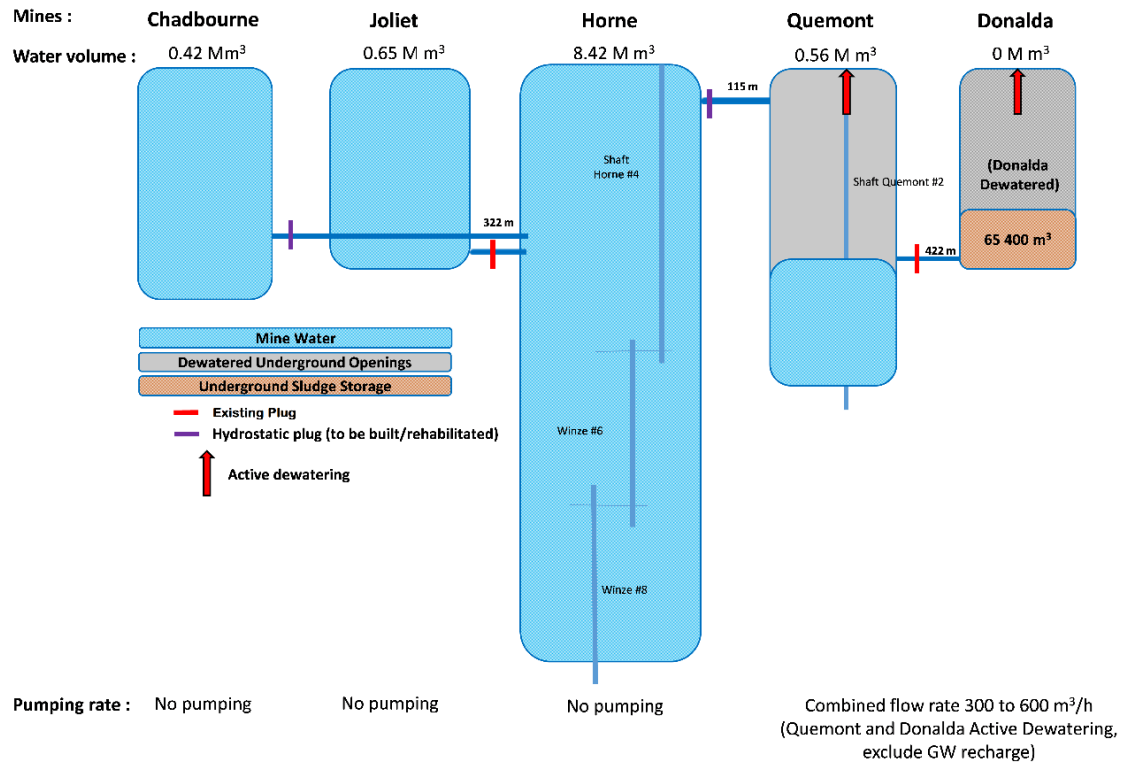 Mines :
Chadbourne
Joliet
Horne
Quemont
Donalda
Water volume :
0.42 Mm³
0.65 M m³
8.42 M m³
0.56 M m³
0 M m³
115 m
Shaft
Horne #4
Shaft Quemont #2
(Donalda
Dewatered)
322 m
422 m
65 400 m³
Mine Water
Dewatered Underground Openings
Underground Sludge Storage
Existing Plug
Hydrostatic plug (to be built/rehabilitated)
Active dewatering
Winze #6
Winze #8
Pumping rate :
No pumping
No pumping
No pumping
Combined flow rate 300 to 600 m³/h
(Quemont and Donalda Active Dewatering,
exclude GW recharge)